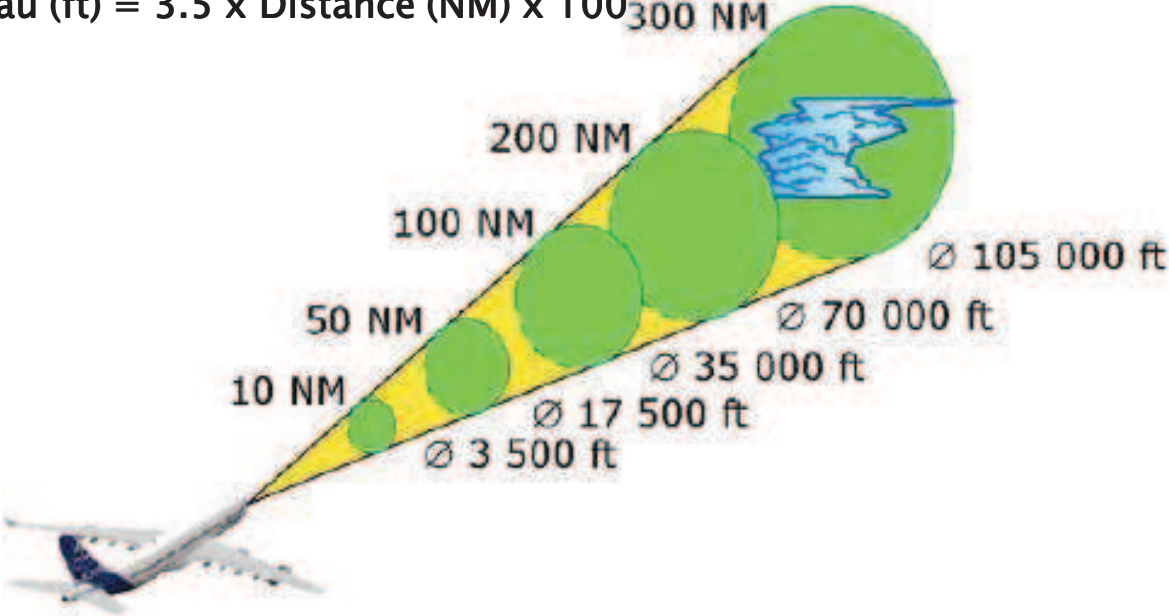 (ft) = 3.5 x Distance (NM) x 100
300 NM
200 NM
100 NM
50 NM
10 NM
Ø 105 000 ft
Ø 70 000 ft
Ø 35 000 ft
Ø 17 500 ft
Ø 3 500 ft